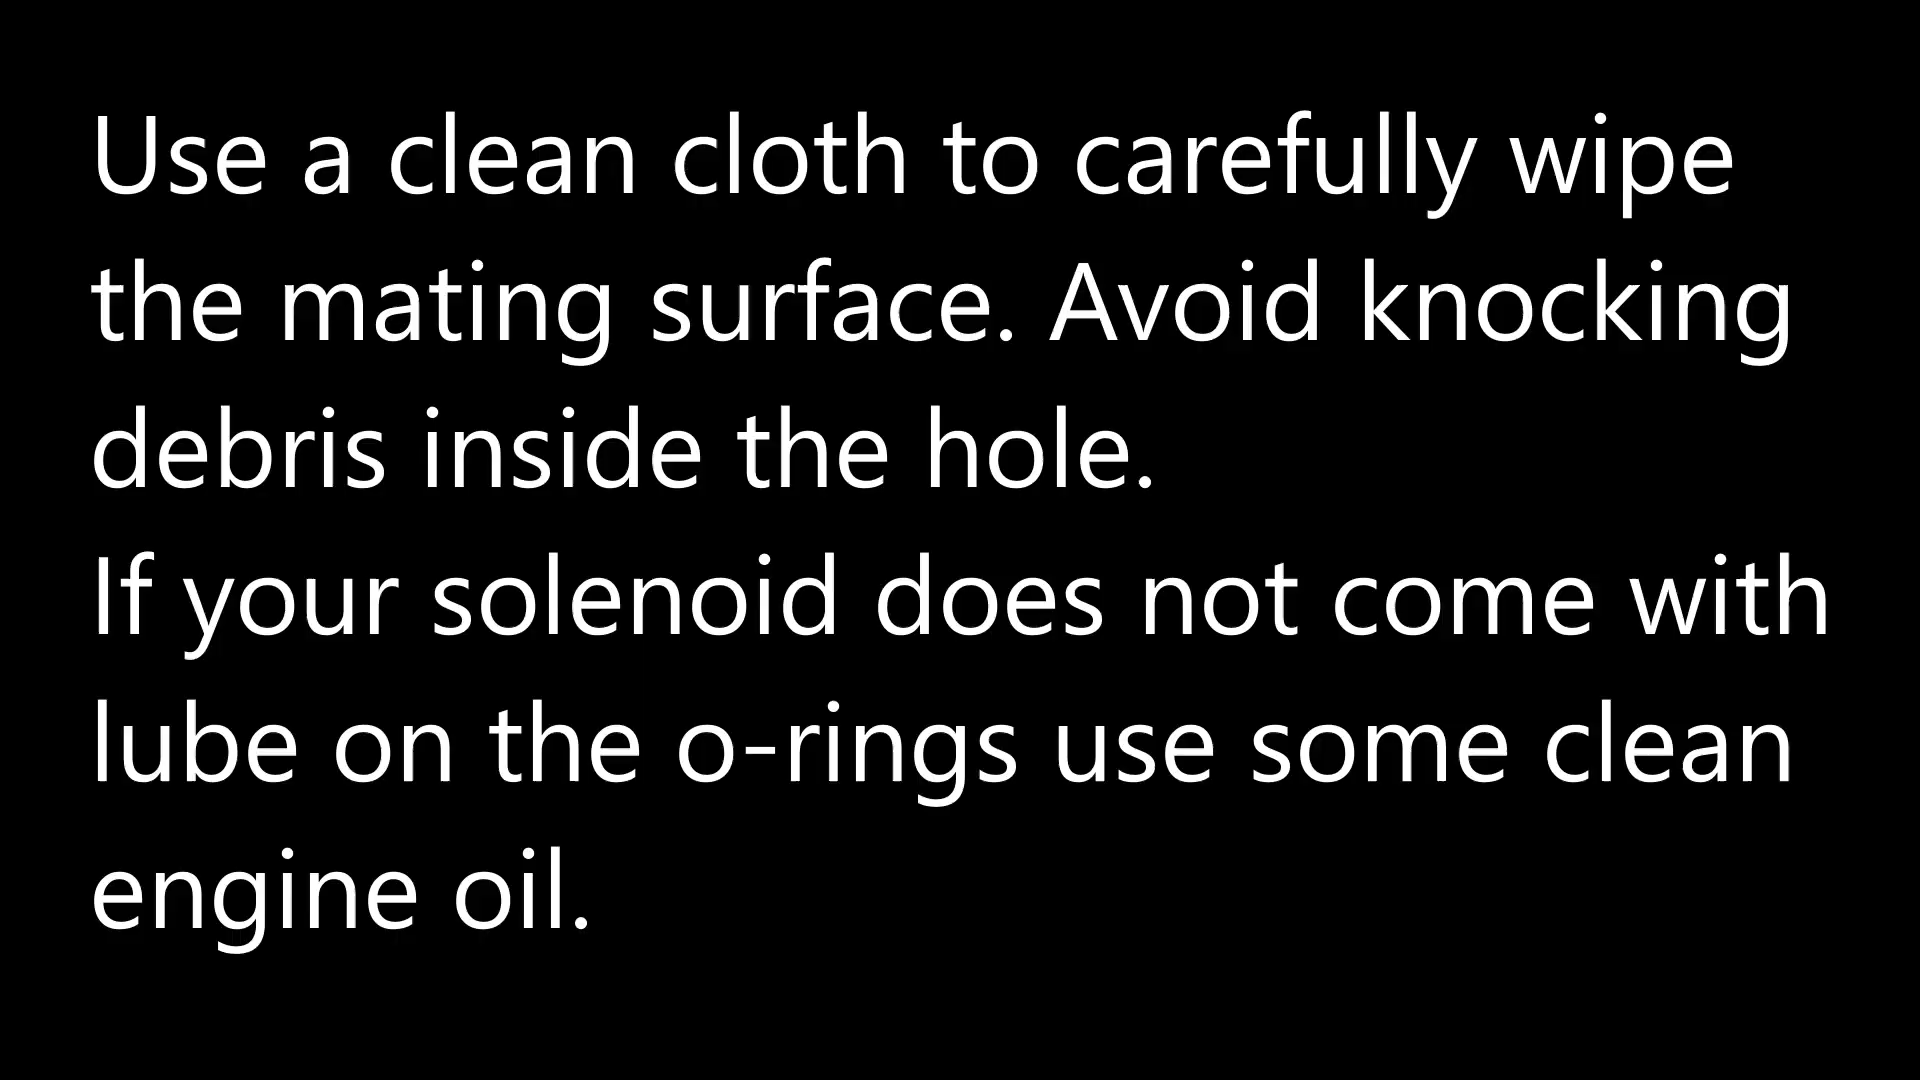 Use a clean cloth to carefully wipe
the mating surface. Avoid knocking
debris inside the hole.
If your solenoid does not come with
lube on the o-rings use some clean
engine oil.